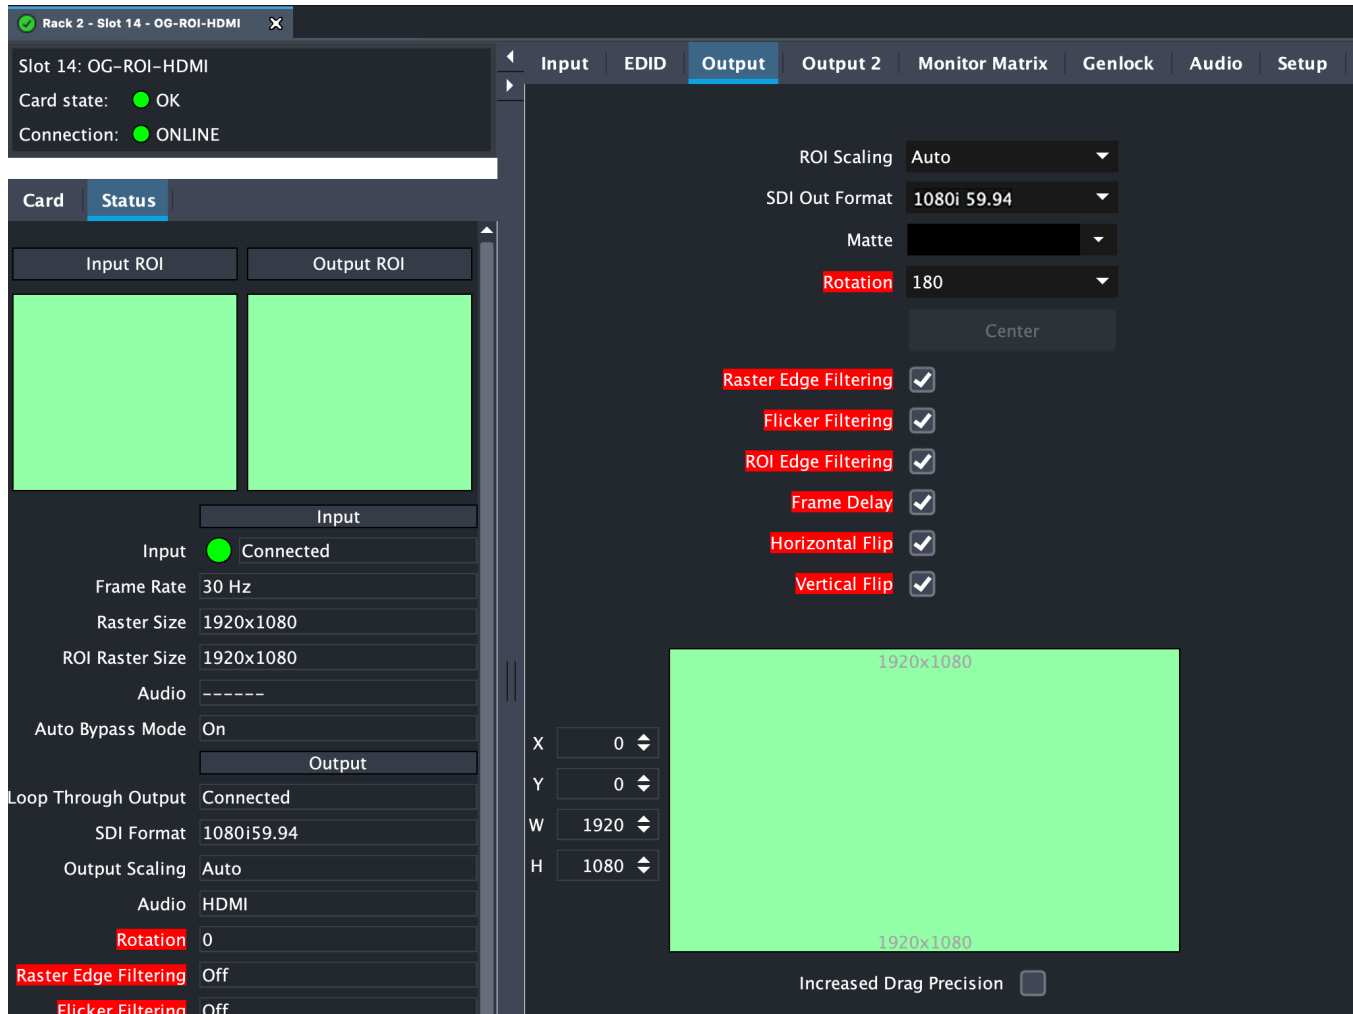 Rack 2 - Slot 14 - OG-ROI-HDMI
Slot 14: OG-ROI-HDMI
Card state: OK
Connection: ONLINE
Card Status
Input ROI Output ROI
Input
Input Connected
Frame Rate 30 Hz
Raster Size 1920x1080
ROI Raster Size 1920x1080
Audio ------
Auto Bypass Mode On
Output
Loop Through Output Connected
SDI Format 1080i59.94
Output Scaling Auto
Audio HDMI
Rotation 0
Raster Edge Filtering Off
Flicker Filtering Off
Input EDID Output Output 2 Monitor Matrix Genlock Audio Setup
ROI Scaling Auto
SDI Out Format 1080i 59.94
Matte
Rotation 180
Center
Raster Edge Filtering
Flicker Filtering
ROI Edge Filtering
Frame Delay
Horizontal Flip
Vertical Flip
1920x1080
X 0
Y 0
W 1920
H 1080
1920x1080
Increased Drag Precision